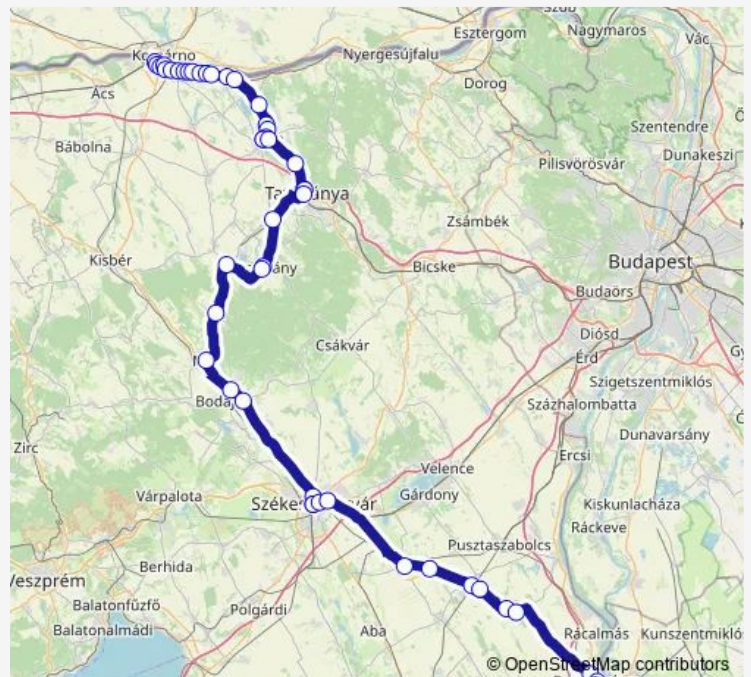 Esztergom
Nagymaros
Vác
Nyergesújfalu
Ács
Dorog
Szentendre
Bábolna
Dunakeszi
Pilisvörösvár
Zsámbék
Kisbér
Bicske
Budapest
Budaörs
Diósd
Csákvár
Érd
Szigetszentmiklós
Százhalombatta
Zirc
Dunavarsány
Ercsi
Velence
Várpalota
Gárdony
Kiskunlacháza
Ráckeve
Pusztaszabolcs
Berhida
Veszprém
Balatonfűzfő
Polgárdi
Balatonalmádi
Aba
Rácalmás
Kunszentmikló
© OpenStreetMap contributors